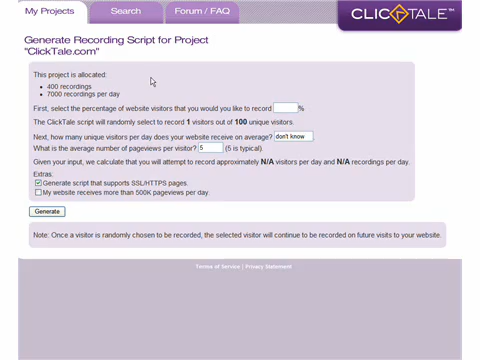 My Projects
Search
Forum / FAQ
CLICKTALE™
Generate Recording Script for Project
"ClickTale.com"
This project is allocated:
• 400 recordings
• 7000 recordings per day
First, select the percentage of website visitors that you would you like to record %
The ClickTale script will randomly select to record 1 visitors out of 100 unique visitors.
Next, how many unique visitors per day does your website receive on average? don't know
What is the average number of pageviews per visitor? 5 (5 is typical).
Given your input, we calculate that you will attempt to record approximately N/A visitors per day and N/A recordings per day.
Extras:
Generate script that supports SSL/HTTPS pages.
My website receives more than 500K pageviews per day.
Generate
Note: Once a visitor is randomly chosen to be recorded, the selected visitor will continue to be recorded on future visits to your website.
Terms of Service | Privacy Statement